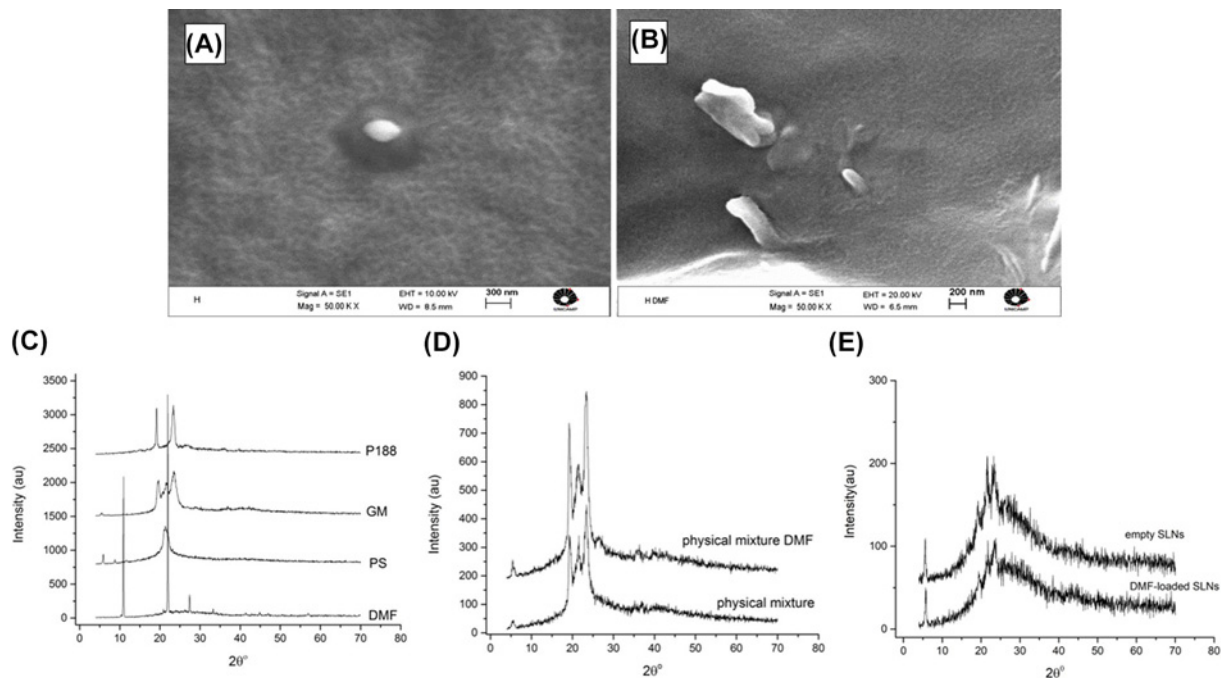 (A)
H
Signal A = SE1
Mag = 50.00 K X
EHT = 10.00 kV
WD = 8.5 mm
300 nm
(B)
H DMF
Signal A = SE1
Mag = 50.00 K X
EHT = 20.00 kV
WD = 6.5 mm
200 nm
(C)
Intensity (au)
3500
3000
2500
2000
1500
1000
500
0
P188
GM
PS
DMF
0 10 20 30 40 50 60 70 80
2θ°
(D)
Intensity (au)
900
800
700
600
500
400
300
200
100
0
physical mixture DMF
physical mixture
0 10 20 30 40 50 60 70 80
2θ°
(E)
Intensity(au)
300
200
100
0
empty SLNs
DMF-loaded SLNs
0 10 20 30 40 50 60 70 80
2θ°